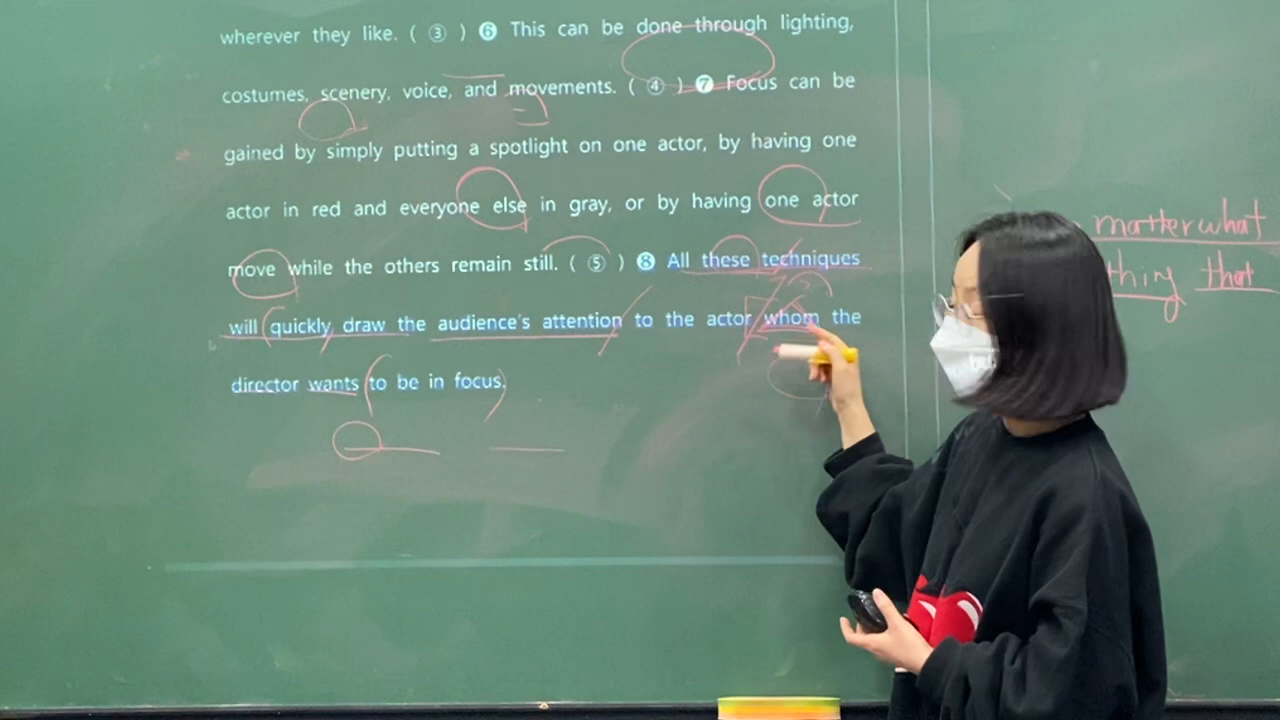 wherever they like. ( ③ ) ❻ This can be done through lighting,
costumes, scenery, voice, and movements. ( ④ ) ❼ Focus can be
gained by simply putting a spotlight on one actor, by having one
actor in red and everyone else in gray, or by having one actor
move while the others remain still. ( ⑤ ) ❽ All these techniques
will quickly draw the audience's attention to the actor whom the
director wants to be in focus.
matter what
thing that